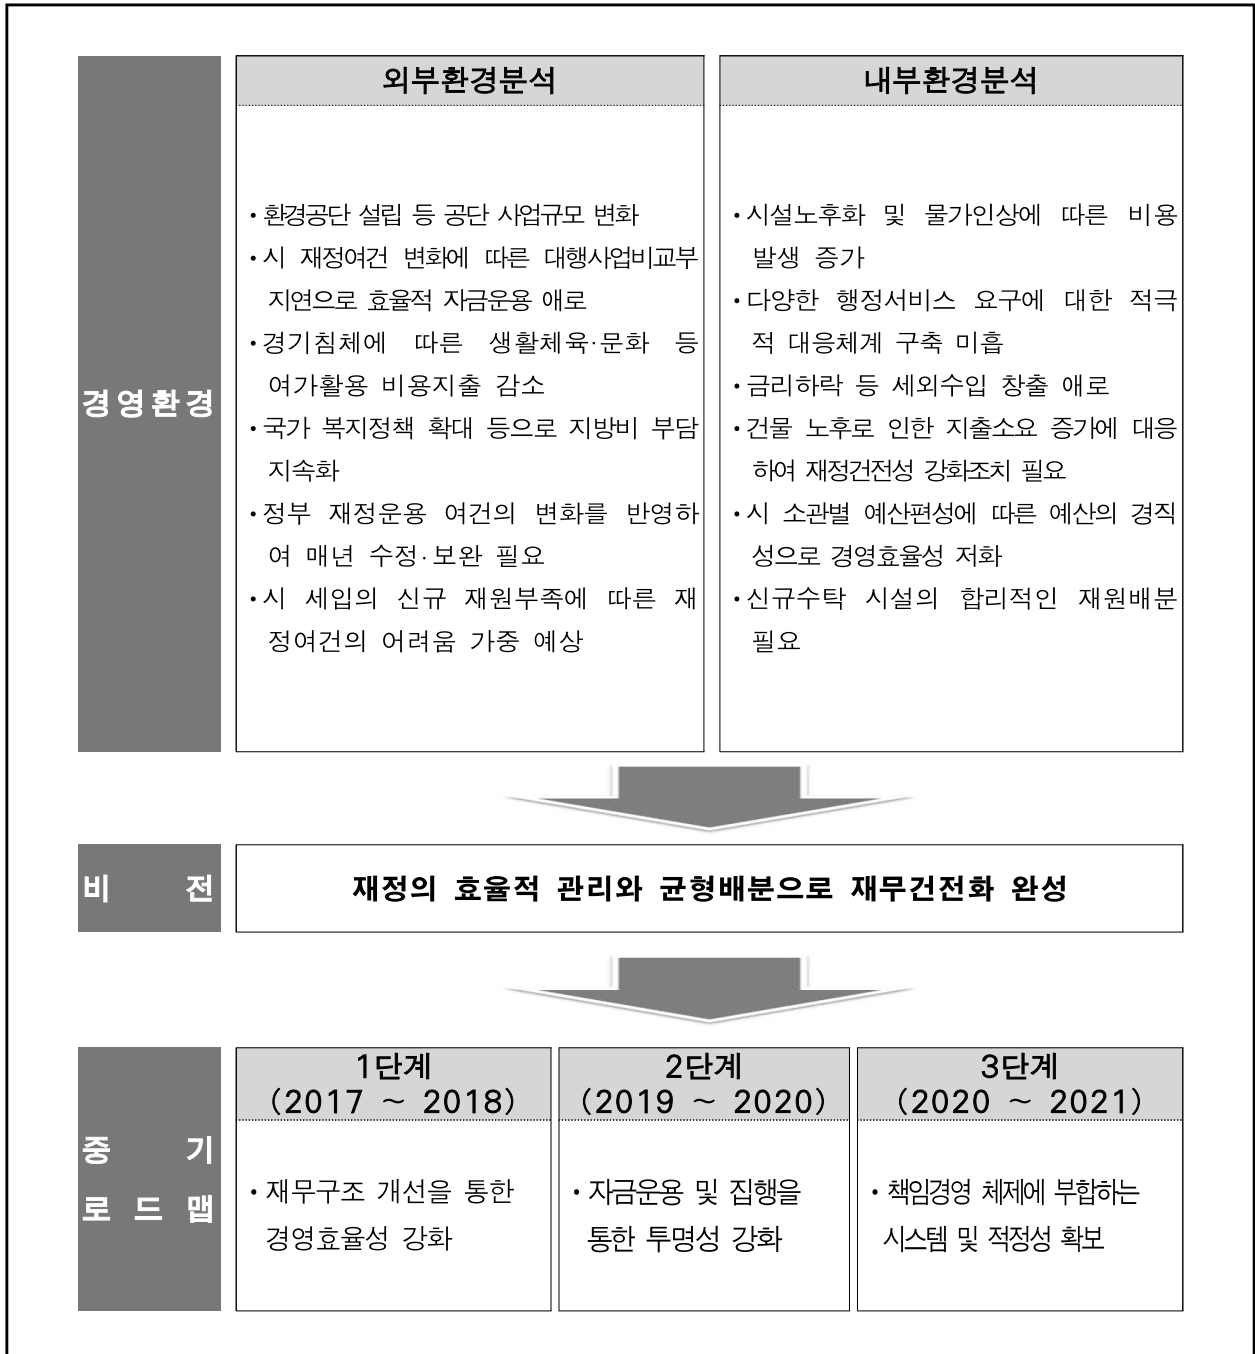 경영환경
외부환경분석
• 환경공단 설립 등 공단 사업규모 변화
• 시 재정여건 변화에 따른 대행사업비교부
지연으로 효율적 자금운용 애로
• 경기침체에 따른 생활체육·문화 등
여가활용 비용지출 감소
• 국가 복지정책 확대 등으로 지방비 부담
지속화
• 정부 재정운용 여건의 변화를 반영하
여 매년 수정·보완 필요
• 시 세입의 신규 재원부족에 따른 재
정여건의 어려움 가중 예상
내부환경분석
• 시설노후화 및 물가인상에 따른 비용
발생 증가
• 다양한 행정서비스 요구에 대한 적극
적 대응체계 구축 미흡
• 금리하락 등 세외수입 창출 애로
• 건물 노후로 인한 지출소요 증가에 대응
하여 재정건전성 강화조치 필요
• 시 소관별 예산편성에 따른 예산의 경직
성으로 경영효율성 저화
• 신규수탁 시설의 합리적인 재원배분
필요
비 전
재정의 효율적 관리와 균형배분으로 재무건전화 완성
중 기
로 드 맵
1단계
(2017 ~ 2018)
• 재무구조 개선을 통한
경영효율성 강화
2단계
(2019 ~ 2020)
• 자금운용 및 집행을
통한 투명성 강화
3단계
(2020 ~ 2021)
• 책임경영 체제에 부합하는
시스템 및 적정성 확보